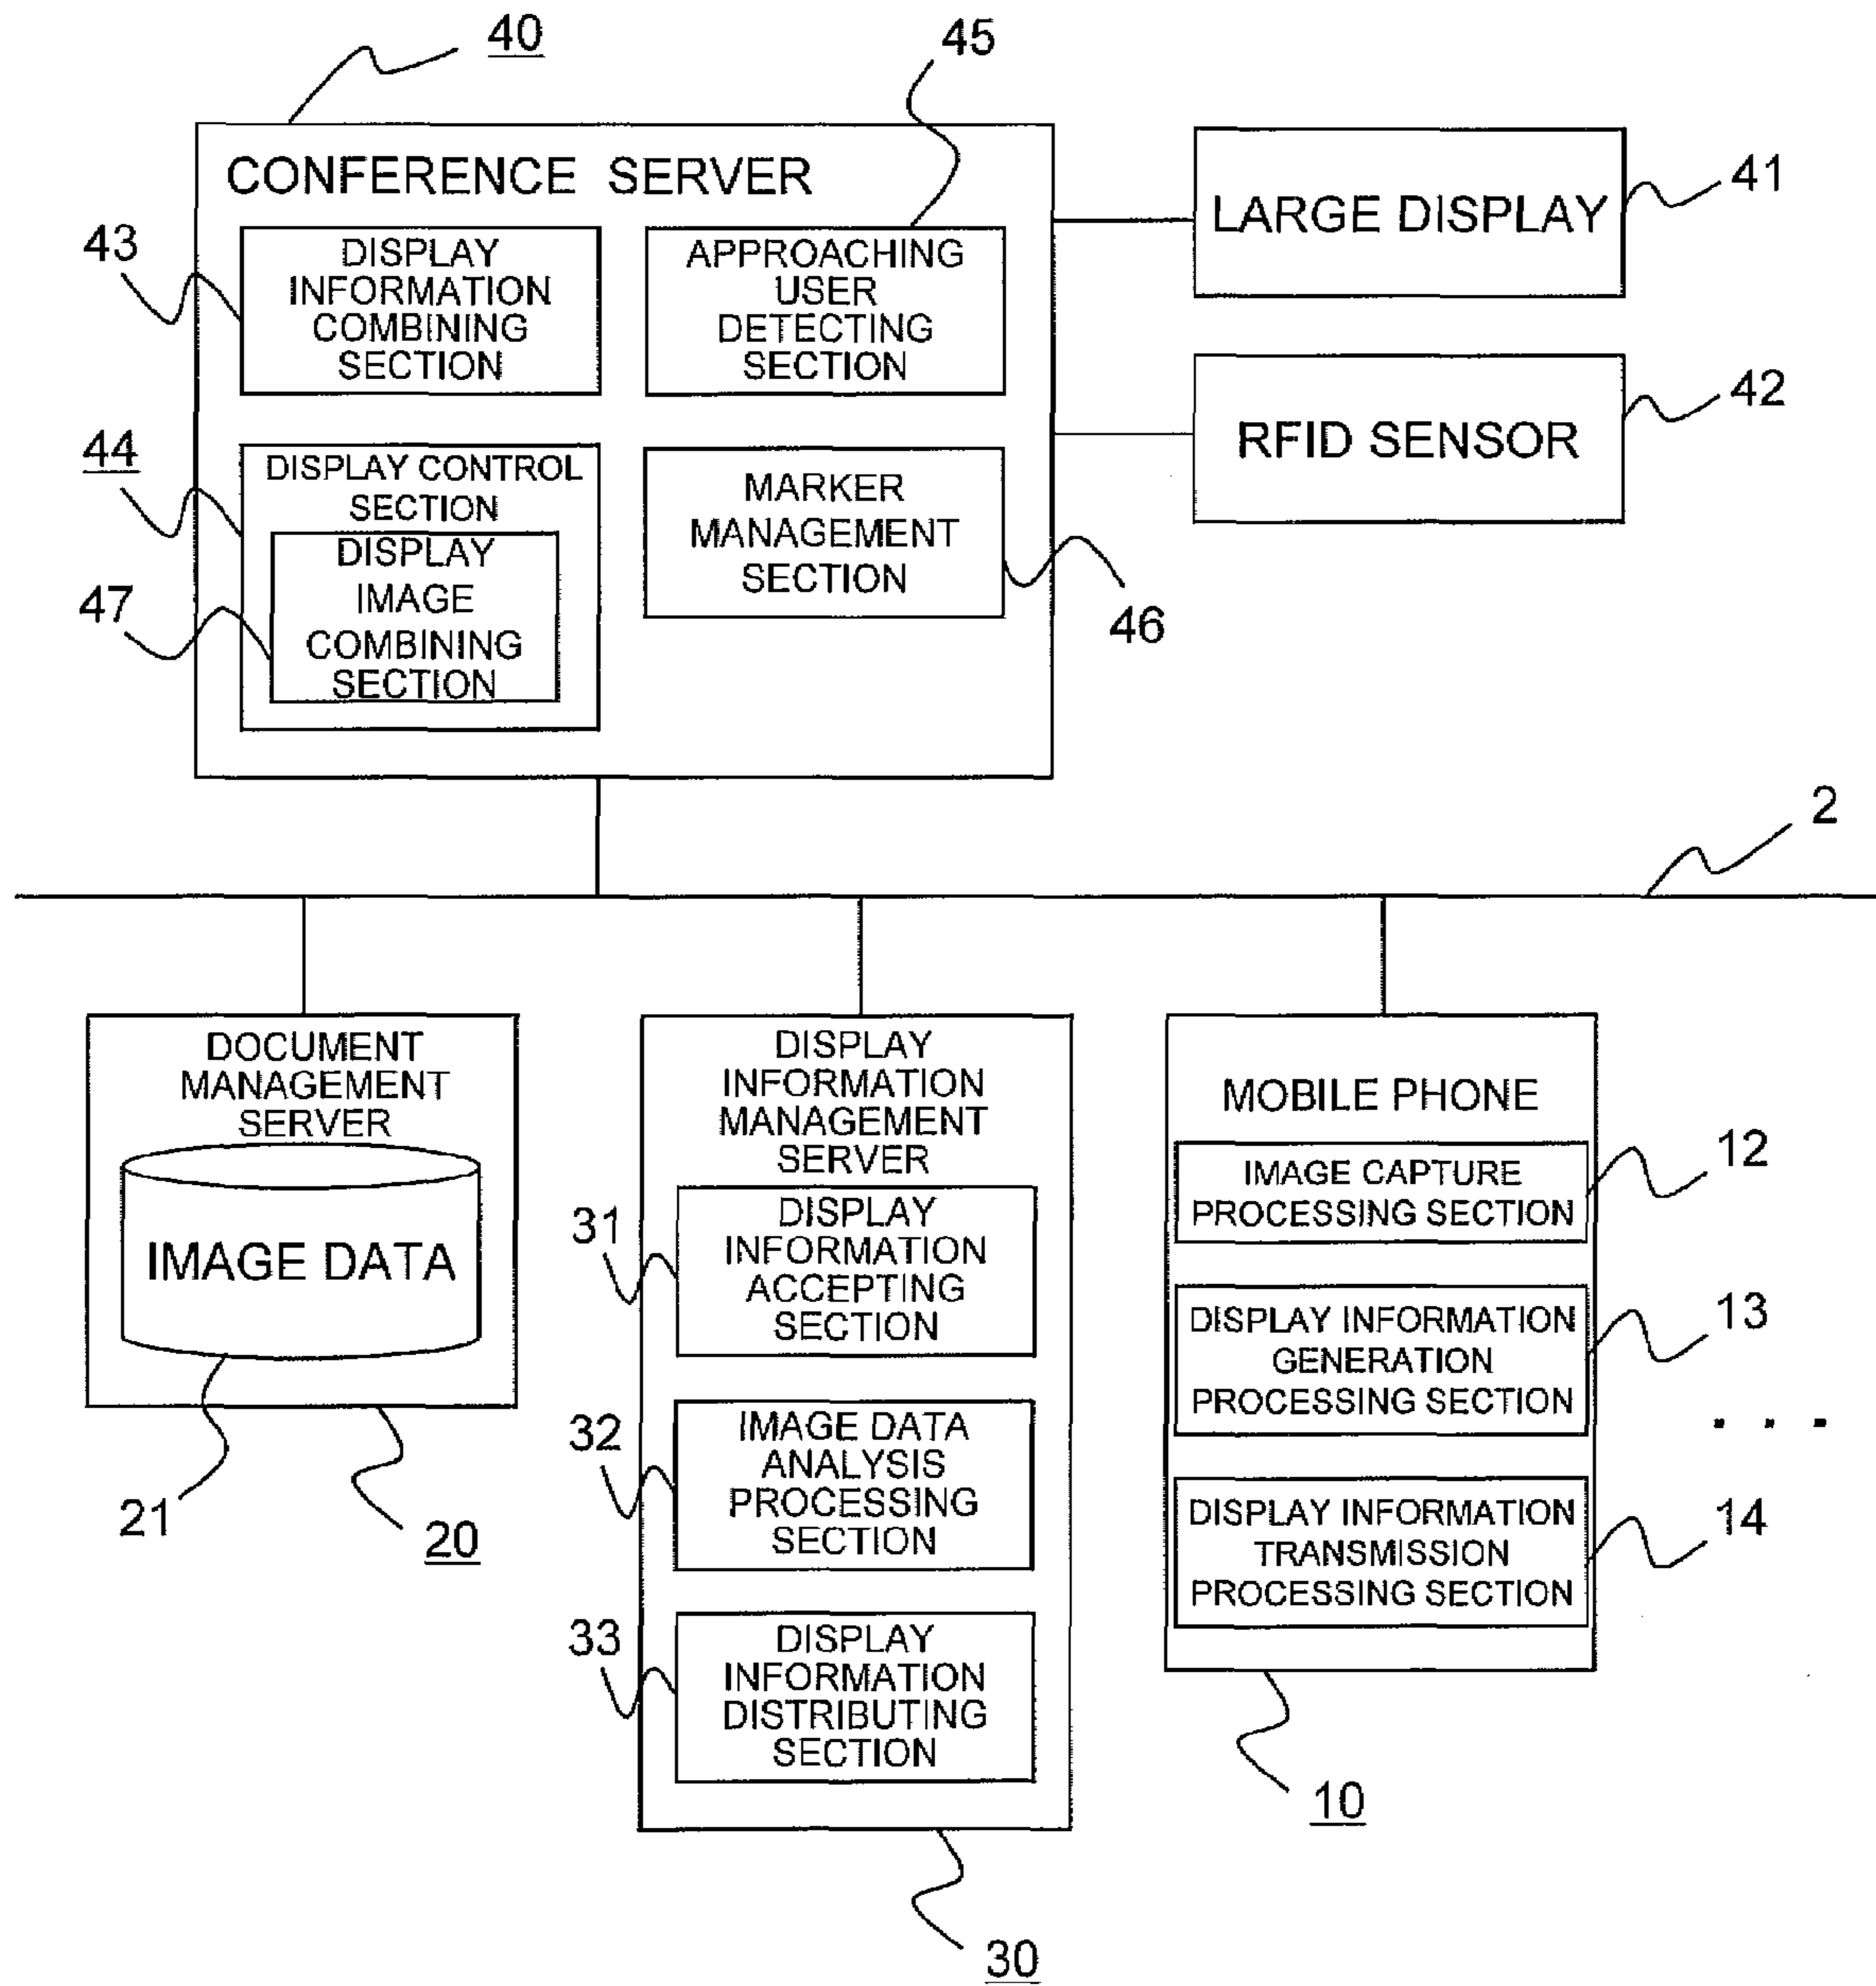 40
45
CONFERENCE SERVER
LARGE DISPLAY
41
43
DISPLAY
INFORMATION
COMBINING
SECTION
APPROACHING
USER
DETECTING
SECTION
RFID SENSOR
42
44
DISPLAY CONTROL
SECTION
DISPLAY
IMAGE
COMBINING
SECTION
47
MARKER
MANAGEMENT
SECTION
46
2
DOCUMENT
MANAGEMENT
SERVER
IMAGE DATA
21
20
DISPLAY
INFORMATION
MANAGEMENT
SERVER
31
DISPLAY
INFORMATION
ACCEPTING
SECTION
32
IMAGE DATA
ANALYSIS
PROCESSING
SECTION
33
DISPLAY
INFORMATION
DISTRIBUTING
SECTION
30
MOBILE PHONE
IMAGE CAPTURE
PROCESSING SECTION
12
DISPLAY INFORMATION
GENERATION
PROCESSING SECTION
13
. . .
DISPLAY INFORMATION
TRANSMISSION
PROCESSING SECTION
14
10